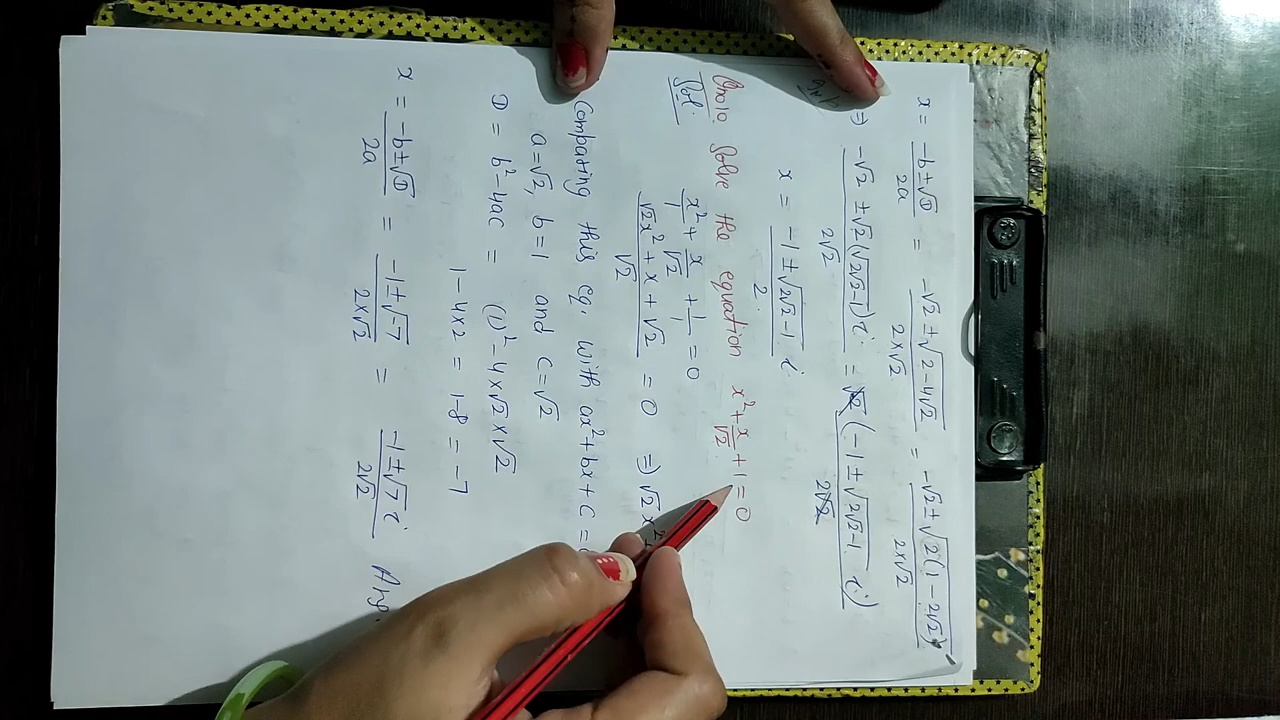 x = -b±√D / 2a = -√2 ± √2-4√2 / 2×√2 = -√2 ± √2(1-2√2) / 2×√2
⇒ -√2 ± √2(√2√2-1)i / 2√2 = √2(-1 ± √2√2-1 i) / 2√2
x = -1 ± √2√2-1 i / 2
Qno10. Solve the equation x² + x/√2 + 1 = 0
Sol.
x²/1 + x/√2 + 1/1 = 0
√2x² + x + √2 / √2 = 0 ⇒ √2x²
Comparing this eq. with ax² + bx + c =
a = √2, b = 1 and c = √2
D = b² - 4ac = (1)² - 4×√2×√2
1 - 4×2 = 1-8 = -7
x = -b±√D / 2a = -1±√-7 / 2×√2 = -1±√7 i / 2√2 Ans.